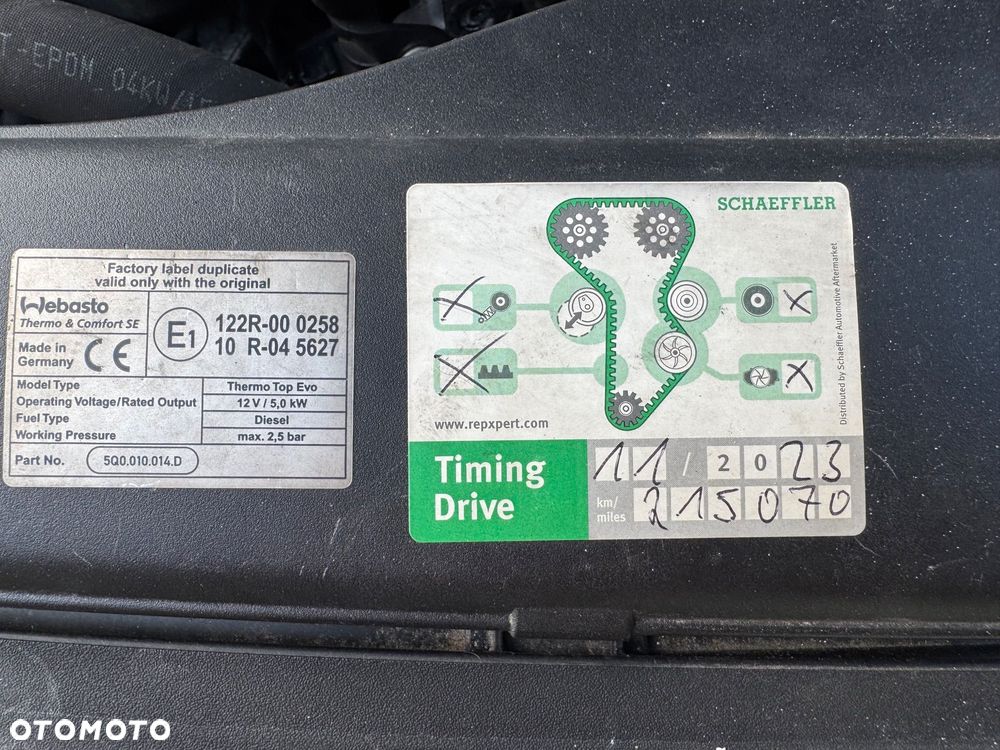 T-EPDM 04KW/15
Factory label duplicate
valid only with the original
Webasto
Thermo & Comfort SE
Made in
Germany
CE
E1
122R-00 0258
10 R-04 5627
Model Type
Thermo Top Evo
Operating Voltage/Rated Output
12 V / 5,0 kW
Fuel Type
Diesel
Working Pressure
max. 2,5 bar
Part No.
5Q0.010.014.D
SCHAEFFLER
Distributed by Schaeffler Automotive Aftermarket
www.repxpert.com
Timing
Drive
11 / 2023
km/
miles
215070
OTOMOTO